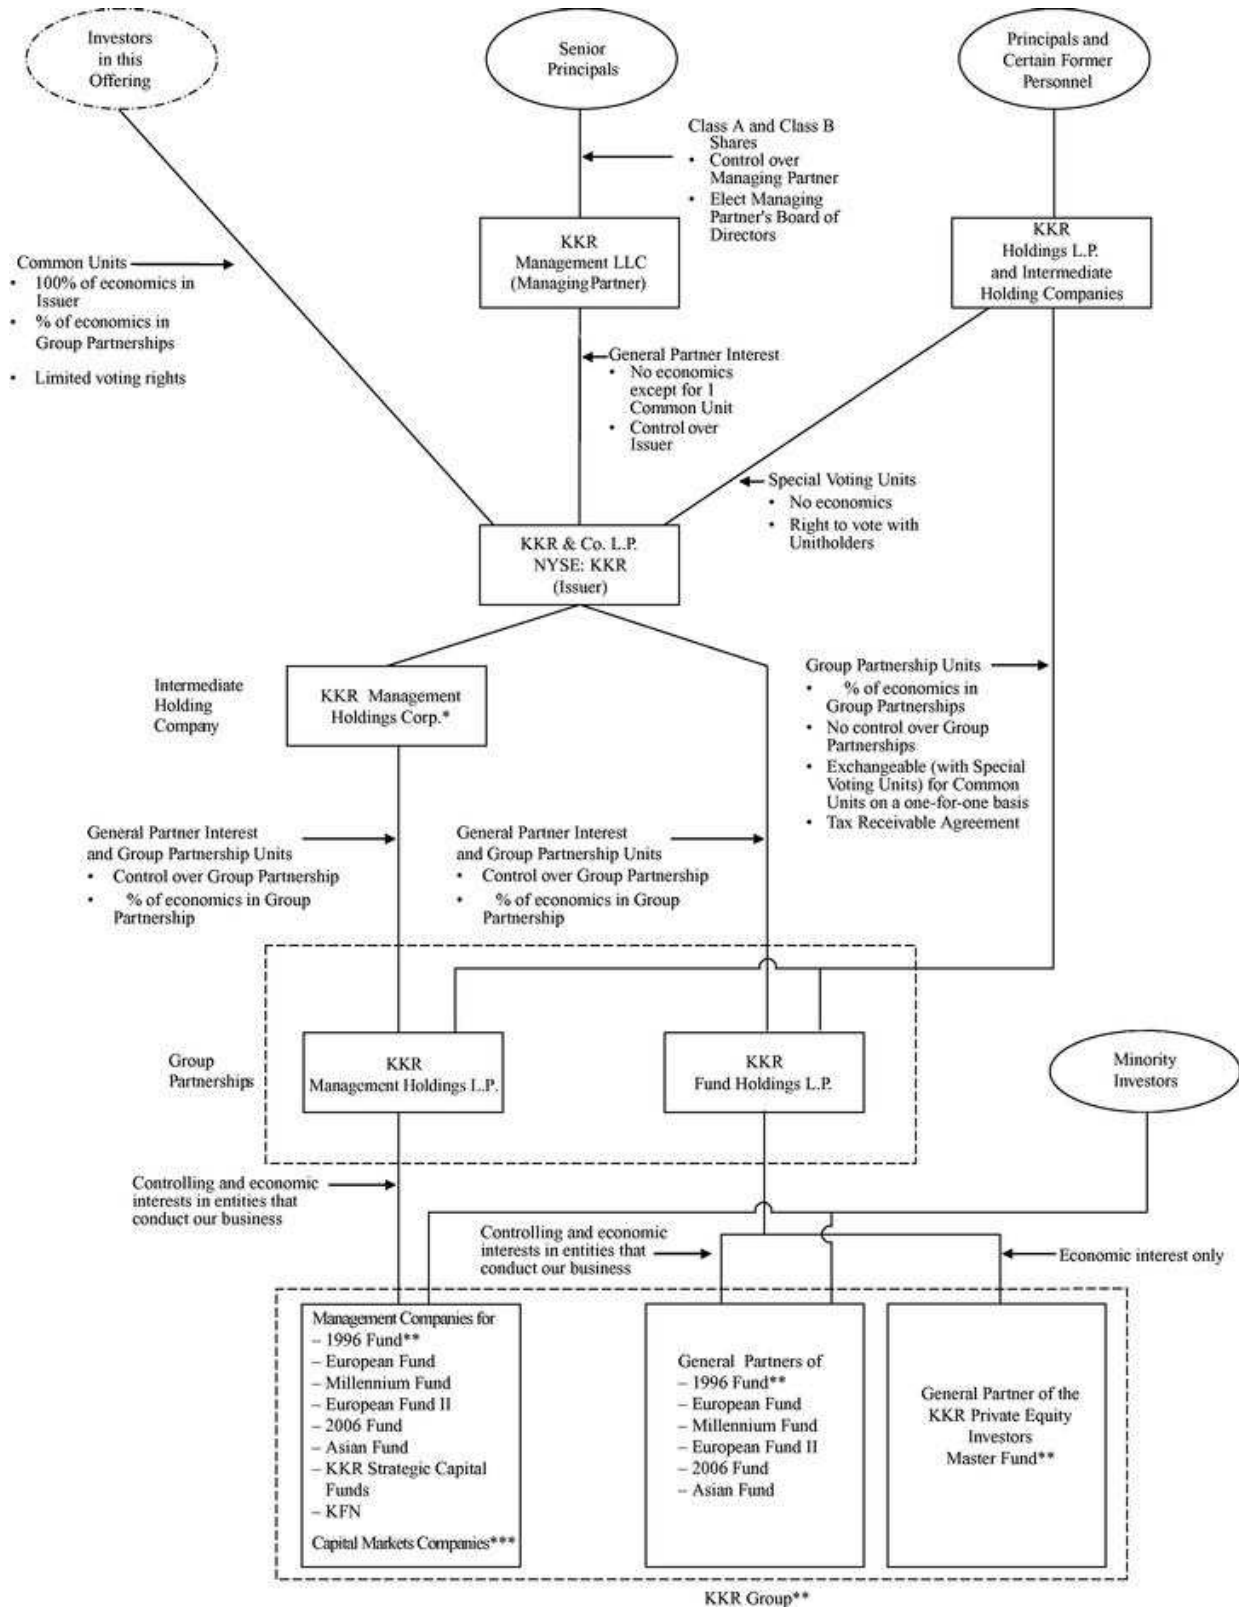 Investors
in this
Offering
Senior
Principals
Principals and
Certain Former
Personnel
Class A and Class B
Shares
• Control over
Managing Partner
• Elect Managing
Partner's Board of
Directors
KKR
Management LLC
(Managing Partner)
KKR
Holdings L.P.
and Intermediate
Holding Companies
Common Units
• 100% of economics in
Issuer
• % of economics in
Group Partnerships
• Limited voting rights
General Partner Interest
• No economics
except for 1
Common Unit
• Control over
Issuer
Special Voting Units
• No economics
• Right to vote with
Unitholders
KKR & Co. L.P.
NYSE: KKR
(Issuer)
Intermediate
Holding
Company
KKR Management
Holdings Corp.*
Group Partnership Units
• % of economics in
Group Partnerships
• No control over Group
Partnerships
• Exchangeable (with Special
Voting Units) for Common
Units on a one-for-one basis
• Tax Receivable Agreement
General Partner Interest
and Group Partnership Units
• Control over Group Partnership
• % of economics in Group
Partnership
General Partner Interest
and Group Partnership Units
• Control over Group Partnership
• % of economics in Group
Partnership
Group
Partnerships
KKR
Management Holdings L.P.
KKR
Fund Holdings L.P.
Minority
Investors
Controlling and economic
interests in entities that
conduct our business
Controlling and economic
interests in entities that
conduct our business
Economic interest only
Management Companies for
– 1996 Fund**
– European Fund
– Millennium Fund
– European Fund II
– 2006 Fund
– Asian Fund
– KKR Strategic Capital
Funds
– KFN
Capital Markets Companies***
General Partners of
– 1996 Fund**
– European Fund
– Millennium Fund
– European Fund II
– 2006 Fund
– Asian Fund
General Partner of the
KKR Private Equity
Investors
Master Fund**
KKR Group**